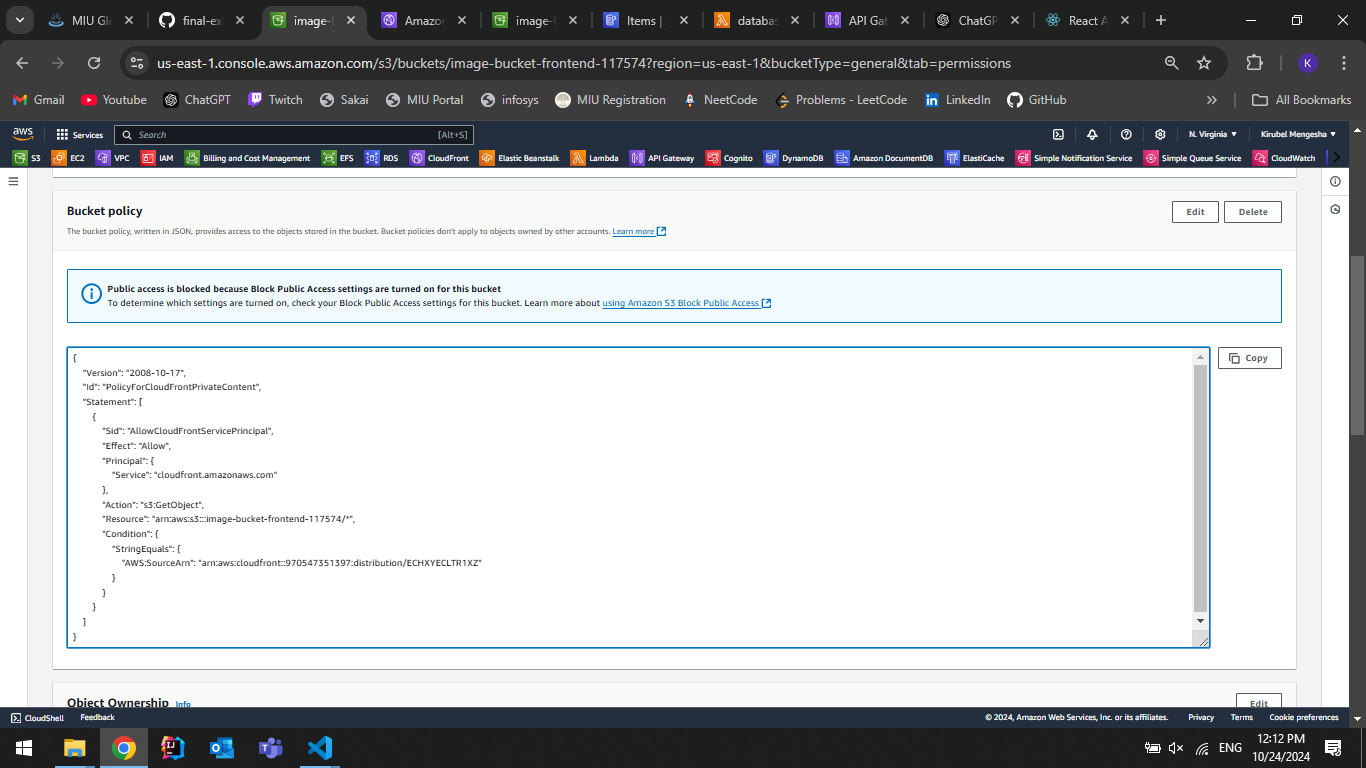 MIU Glo
final-ex
image-b
Amazon
image-b
Items | A
databas
API Gat
ChatGP
React A
us-east-1.console.aws.amazon.com/s3/buckets/image-bucket-frontend-117574?region=us-east-1&bucketType=general&tab=permissions
K
Gmail
Youtube
ChatGPT
Twitch
Sakai
MIU Portal
infosys
MIU Registration
NeetCode
Problems - LeetCode
LinkedIn
GitHub
All Bookmarks
aws
Services
Search
[Alt+S]
N. Virginia
Kirubel Mengesha
S3
EC2
VPC
IAM
Billing and Cost Management
EFS
RDS
CloudFront
Elastic Beanstalk
Lambda
API Gateway
Cognito
DynamoDB
Amazon DocumentDB
ElastiCache
Simple Notification Service
Simple Queue Service
CloudWatch
Bucket policy
Edit
Delete
The bucket policy, written in JSON, provides access to the objects stored in the bucket. Bucket policies don't apply to objects owned by other accounts. Learn more
Public access is blocked because Block Public Access settings are turned on for this bucket
To determine which settings are turned on, check your Block Public Access settings for this bucket. Learn more about using Amazon S3 Block Public Access
Copy
{
"Version": "2008-10-17",
"Id": "PolicyForCloudFrontPrivateContent",
"Statement": [
{
"Sid": "AllowCloudFrontServicePrincipal",
"Effect": "Allow",
"Principal": {
"Service": "cloudfront.amazonaws.com"
},
"Action": "s3:GetObject",
"Resource": "arn:aws:s3:::image-bucket-frontend-117574/*",
"Condition": {
"StringEquals": {
"AWS:SourceArn": "arn:aws:cloudfront::970547351397:distribution/ECHXYECLTR1XZ"
}
}
}
]
}
Object Ownership Info
Edit
CloudShell
Feedback
© 2024, Amazon Web Services, Inc. or its affiliates.
Privacy
Terms
Cookie preferences
ENG
12:12 PM
10/24/2024